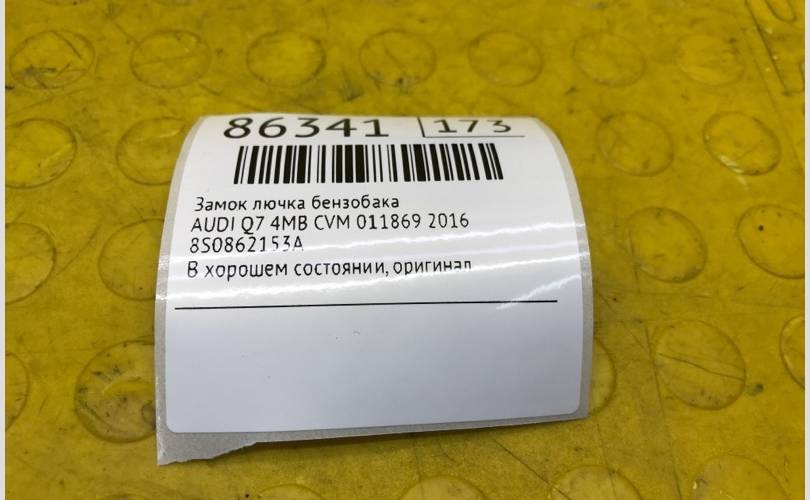 86341 173
Замок лючка бензобака
AUDI Q7 4MB CVM 011869 2016
8S0862153A
В хорошем состоянии, оригинал